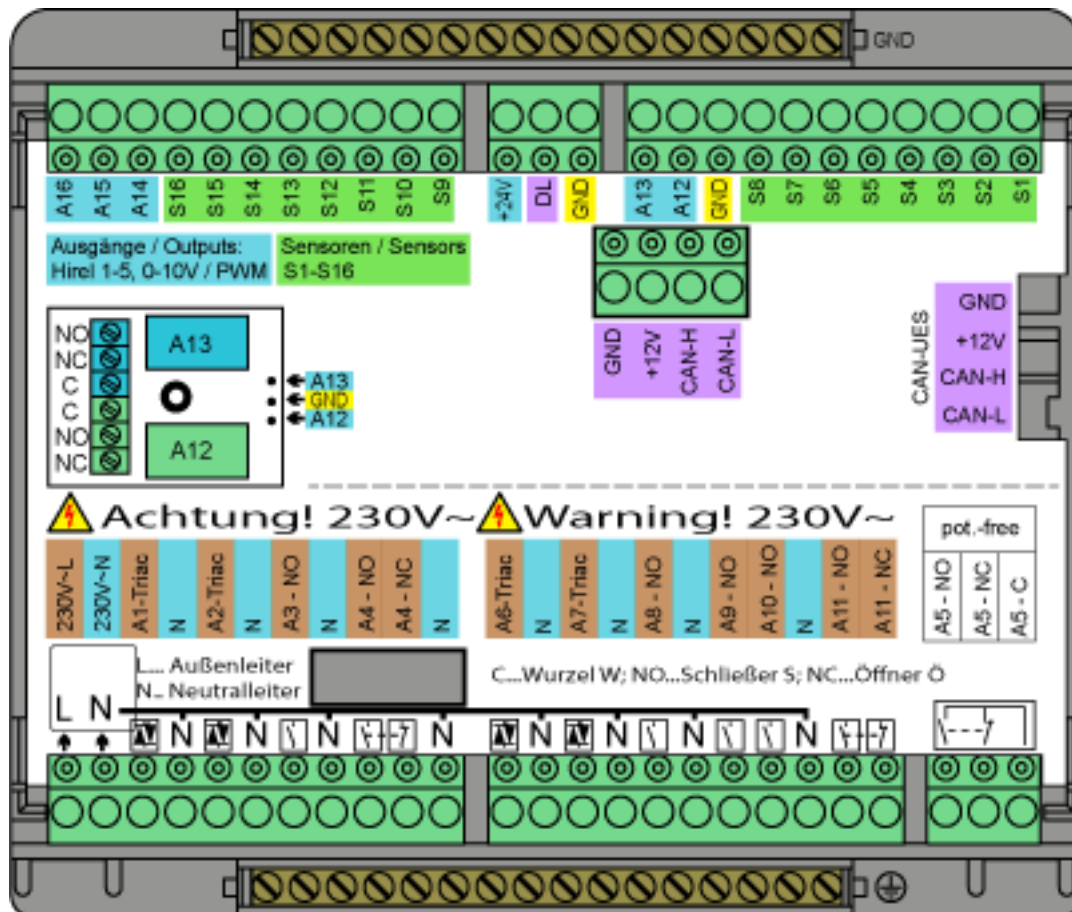 GND
A16 A15 A14 S16 S15 S14 S13 S12 S11 S10 S9 +24V DL GND A13 A12 GND S8 S7 S6 S5 S4 S3 S2 S1
Ausgänge / Outputs:
Hirel 1-5, 0-10V / PWM
Sensoren / Sensors
S1-S16
GND +12V CAN-H CAN-L
CAN-UES
GND
+12V
CAN-H
CAN-L
NO
NC
C
C
NO
NC
A13
A12
A13
GND
A12
Achtung! 230V~
Warning! 230V~
pot.-free
230V~L 230V~N A1-Triac N A2-Triac N A3 - NO N A4 - NO A4 - NC N
A6-Triac N A7-Triac N A8 - NO N A9 - NO A10 - NO N A11 - NO A11 - NC
A5 - NO A5 - NC A5 - C
L... Außenleiter
N.. Neutralleiter
C...Wurzel W; NO...Schließer S; NC...Öffner Ö
L N N N N N N N N N